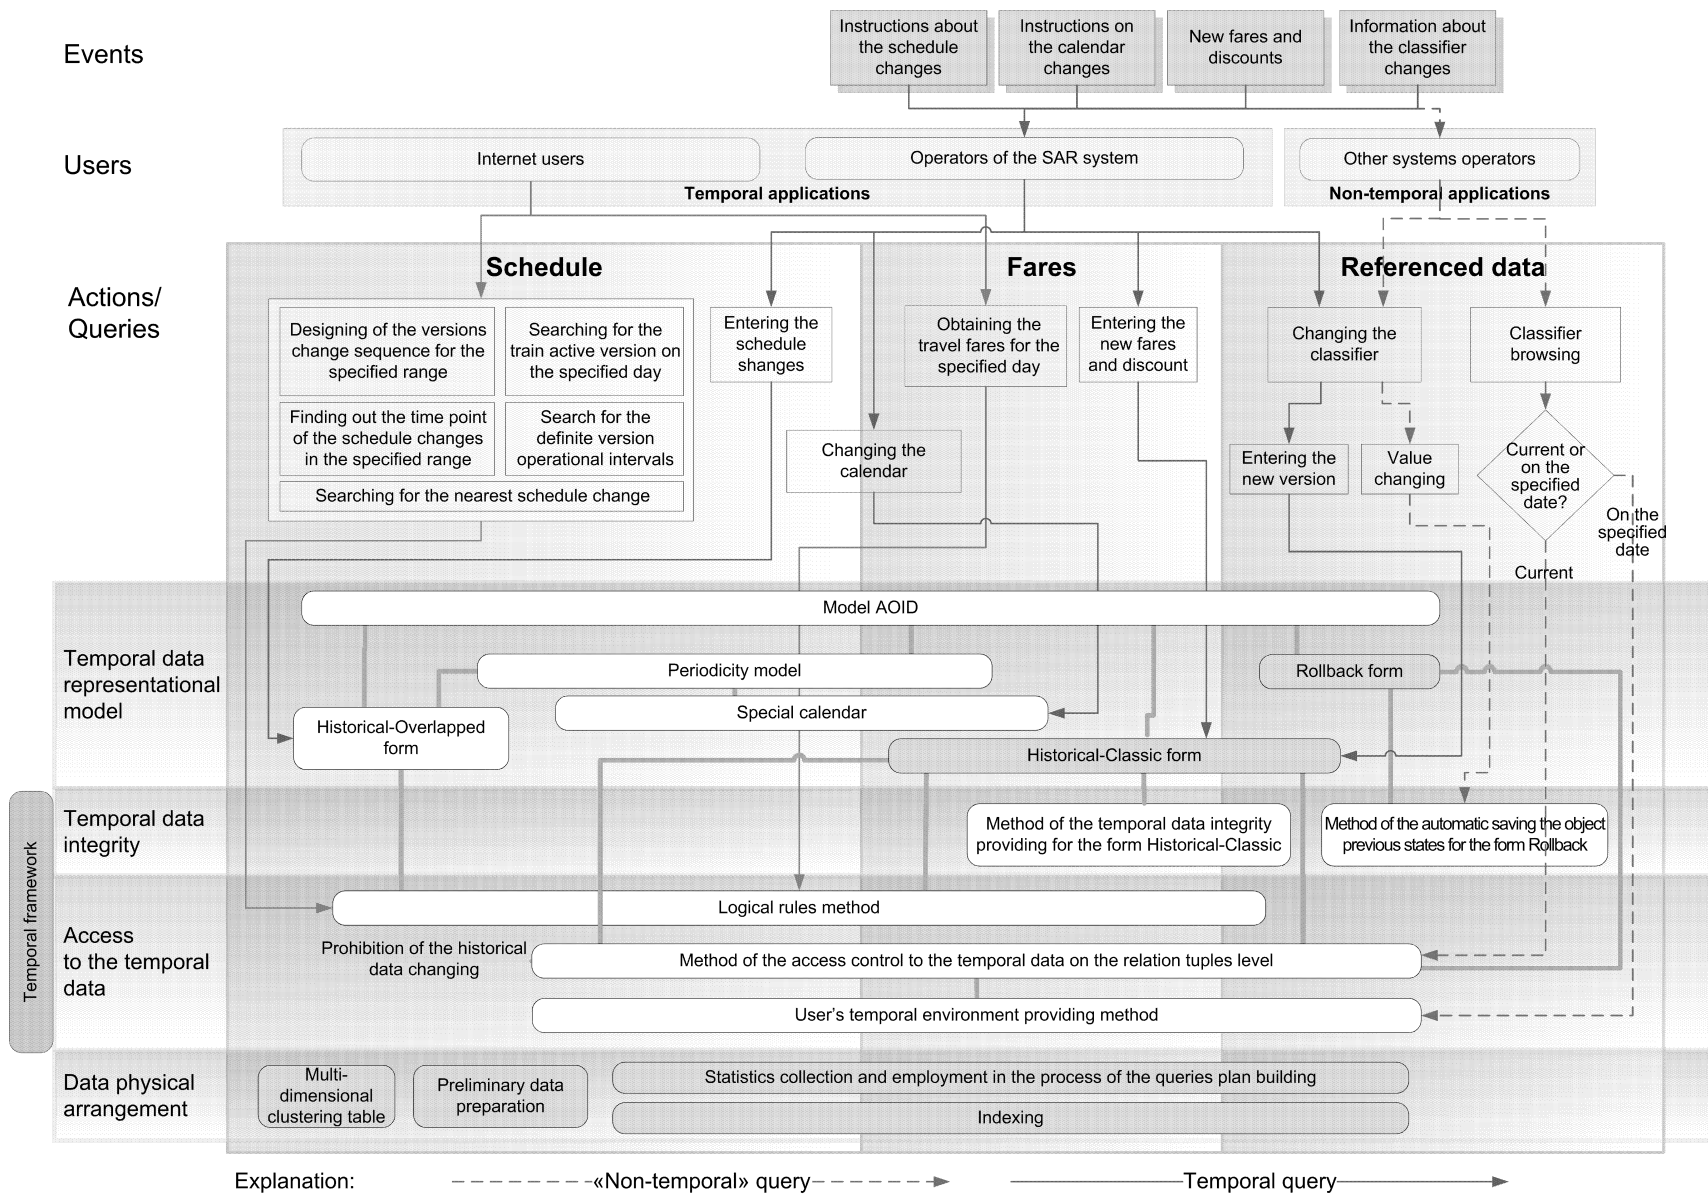 Events
Instructions about
the schedule
changes
Instructions on
the calendar
changes
New fares and
discounts
Information about
the classifier
changes
Users
Internet users
Operators of the SAR system
Other systems operators
Temporal applications
Non-temporal applications
Actions/
Queries
Schedule
Fares
Referenced data
Designing of the versions
change sequence for the
specified range
Searching for the
train active version on
the specified day
Finding out the time point
of the schedule changes
in the specified range
Search for the
definite version
operational intervals
Searching for the nearest schedule change
Entering the
schedule
shanges
Changing the
calendar
Obtaining the
travel fares for the
specified day
Entering the
new fares
and discount
Changing the
classifier
Classifier
browsing
Entering the
new version
Value
changing
Current or
on the
specified
date?
On the
specified
date
Current
Temporal data
representational
model
Model AOID
Periodicity model
Rollback form
Special calendar
Historical-Overlapped
form
Historical-Classic form
Temporal framework
Temporal data
integrity
Method of the temporal data integrity
providing for the form Historical-Classic
Method of the automatic saving the object
previous states for the form Rollback
Access
to the temporal
data
Logical rules method
Prohibition of the historical
data changing
Method of the access control to the temporal data on the relation tuples level
User's temporal environment providing method
Data physical
arrangement
Multi-
dimensional
clustering table
Preliminary data
preparation
Statistics collection and employment in the process of the queries plan building
Indexing
Explanation:
«Non-temporal» query
Temporal query